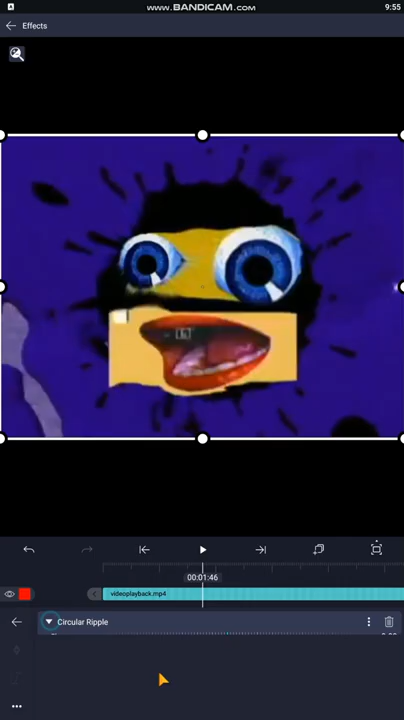 www.BANDICAM.com
9:55
Effects
00:01:46
videoplayback.mp4
Circular Ripple